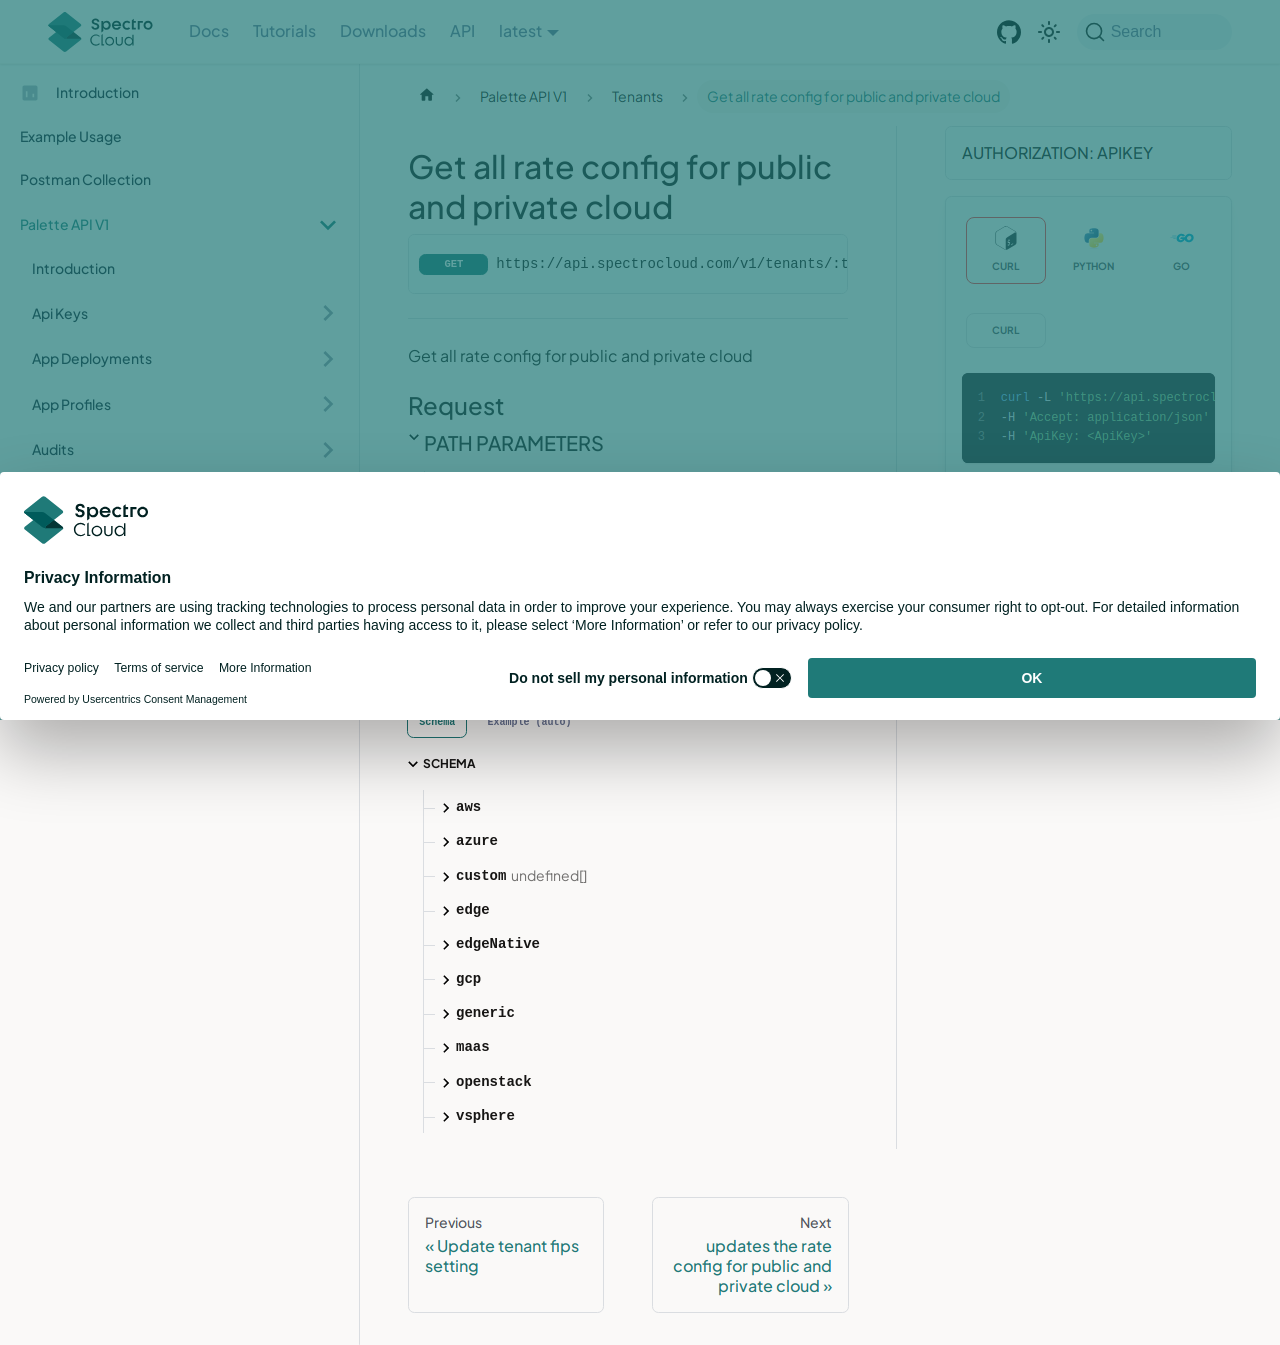 Spectro Cloud
Docs
Tutorials
Downloads
API
latest
Search
Introduction
Example Usage
Postman Collection
Palette API V1
Introduction
Api Keys
App Deployments
App Profiles
Audits
Palette API V1
Tenants
Get all rate config for public and private cloud
Get all rate config for public
and private cloud
GET
https://api.spectrocloud.com/v1/tenants/:t
Get all rate config for public and private cloud
Request
PATH PARAMETERS
AUTHORIZATION: APIKEY
CURL
PYTHON
GO
CURL
1 curl -L 'https://api.spectrocl
2 -H 'Accept: application/json'
3 -H 'ApiKey: <ApiKey>'
Spectro
Cloud
Privacy Information
We and our partners are using tracking technologies to process personal data in order to improve your experience. You may always exercise your consumer right to opt-out. For detailed information
about personal information we collect and third parties having access to it, please select ‘More Information’ or refer to our privacy policy.
Privacy policy
Terms of service
More Information
Do not sell my personal information
OK
Powered by Usercentrics Consent Management
Schema
Example (auto)
SCHEMA
aws
azure
custom undefined[]
edge
edgeNative
gcp
generic
maas
openstack
vsphere
Previous
« Update tenant fips
setting
Next
updates the rate
config for public and
private cloud »